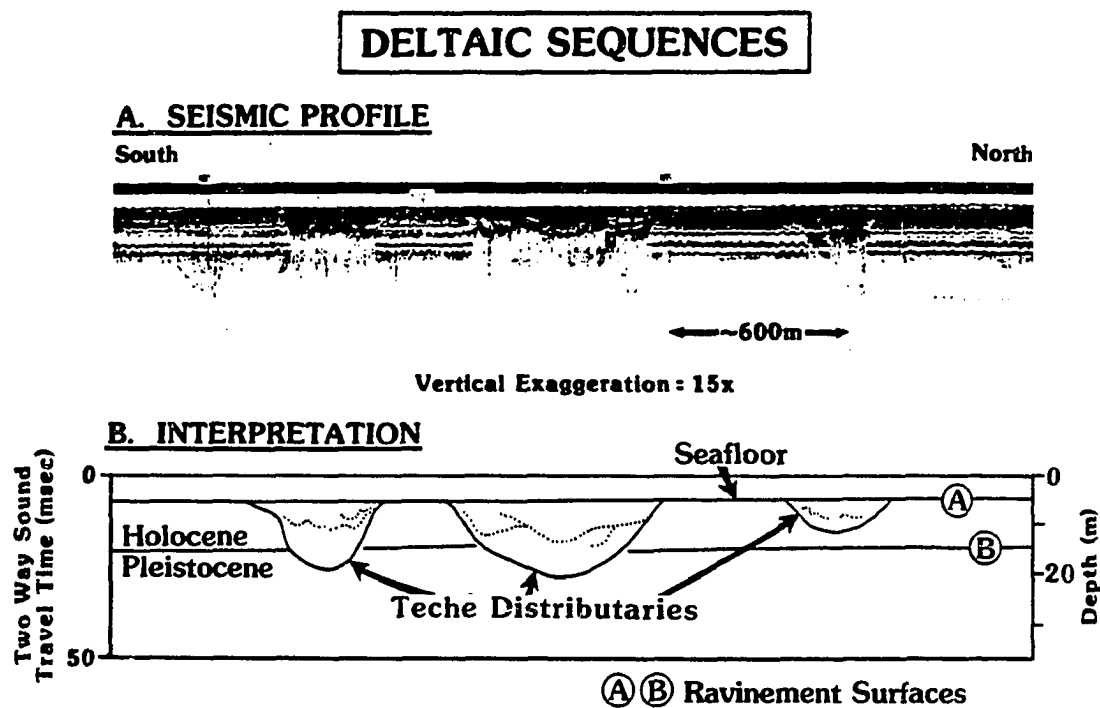 DELTAIC SEQUENCES
A. SEISMIC PROFILE
South North
~600m
Vertical Exaggeration = 15x
B. INTERPRETATION
Seafloor
Two Way Sound
Travel Time (msec)
0
50
Holocene
Pleistocene
Teche Distributaries
A
B
0
20
Depth (m)
A B Ravinement Surfaces